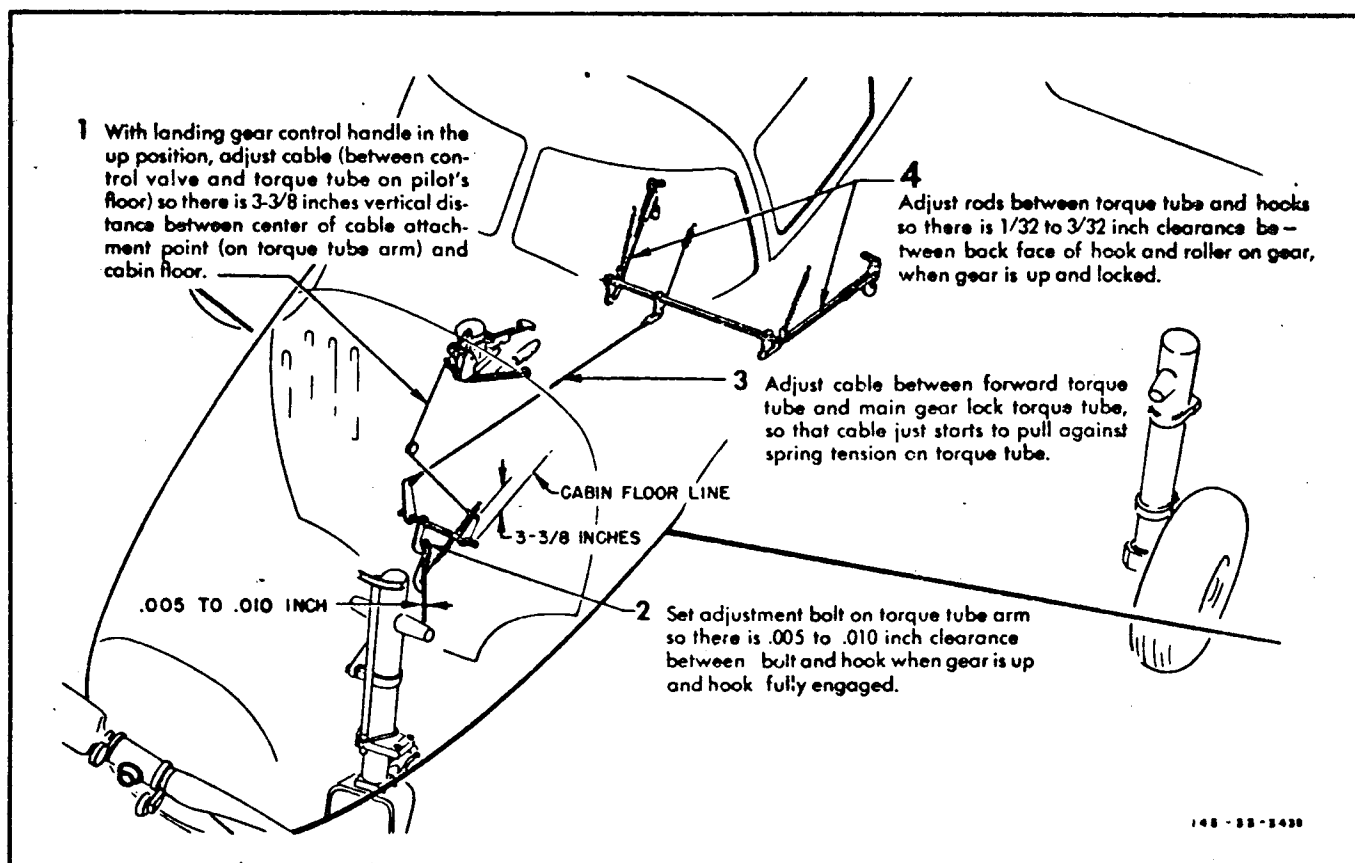 1 With landing gear control handle in the
up position, adjust cable (between con-
trol valve and torque tube on pilot's
floor) so there is 3-3/8 inches vertical dis-
tance between center of cable attach-
ment point (on torque tube arm) and
cabin floor.
4
Adjust rods between torque tube and hooks
so there is 1/32 to 3/32 inch clearance be-
tween back face of hook and roller on gear,
when gear is up and locked.
3 Adjust cable between forward torque
tube and main gear lock torque tube,
so that cable just starts to pull against
spring tension on torque tube.
CABIN FLOOR LINE
3-3/8 INCHES
.005 TO .010 INCH
2 Set adjustment bolt on torque tube arm
so there is .005 to .010 inch clearance
between bolt and hook when gear is up
and hook fully engaged.